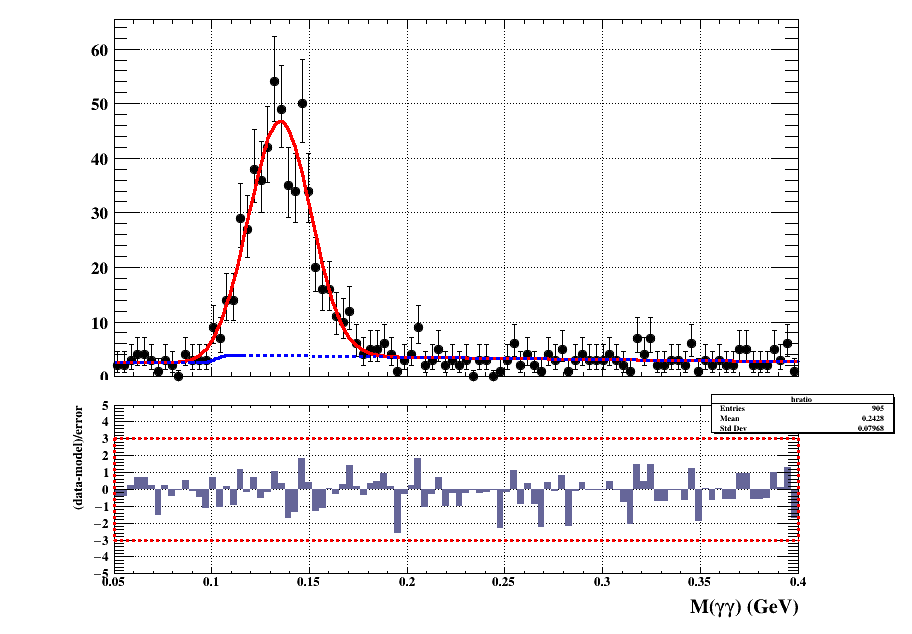 60
50
40
30
20
10
0
hratio
Entries 905
Mean 0.2428
Std Dev 0.07968
(data-model)/error
5
4
3
2
1
0
−1
−2
−3
−4
−5
0.05 0.1 0.15 0.2 0.25 0.3 0.35 0.4
M(γγ) (GeV)